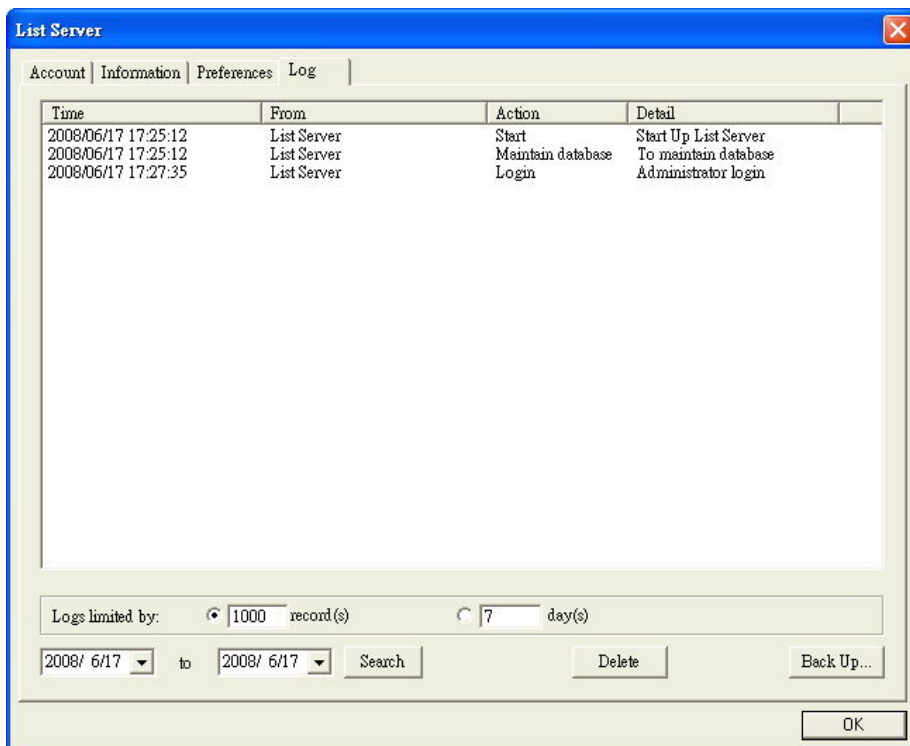 List Server
Account Information Preferences Log
Time From Action Detail
2008/06/17 17:25:12 List Server Start Start Up List Server
2008/06/17 17:25:12 List Server Maintain database To maintain database
2008/06/17 17:27:35 List Server Login Administrator login
Logs limited by: 1000 record(s) 7 day(s)
2008/ 6/17 to 2008/ 6/17 Search Delete Back Up...
OK